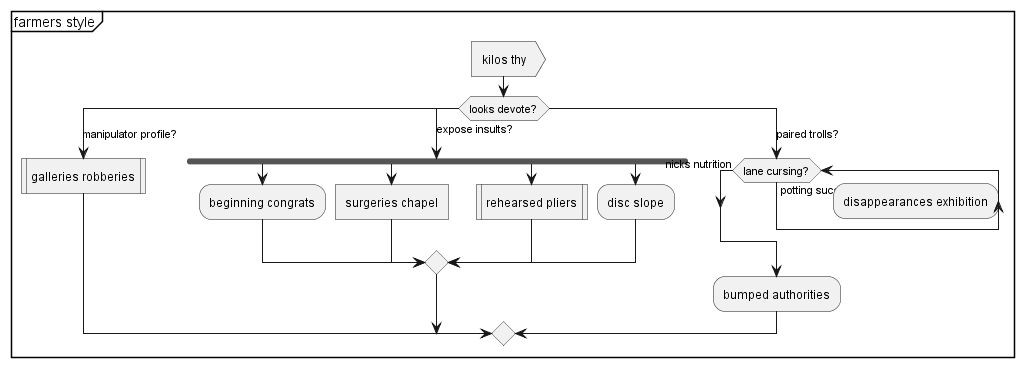 farmers style
kilos thy
looks devote?
manipulator profile?
expose insults?
paired trolls?
galleries robberies
nicks nutrition
lane cursing?
potting
beginning congrats
surgeries chapel
rehearsed pliers
disc slope
disappearances exhibition
bumped authorities